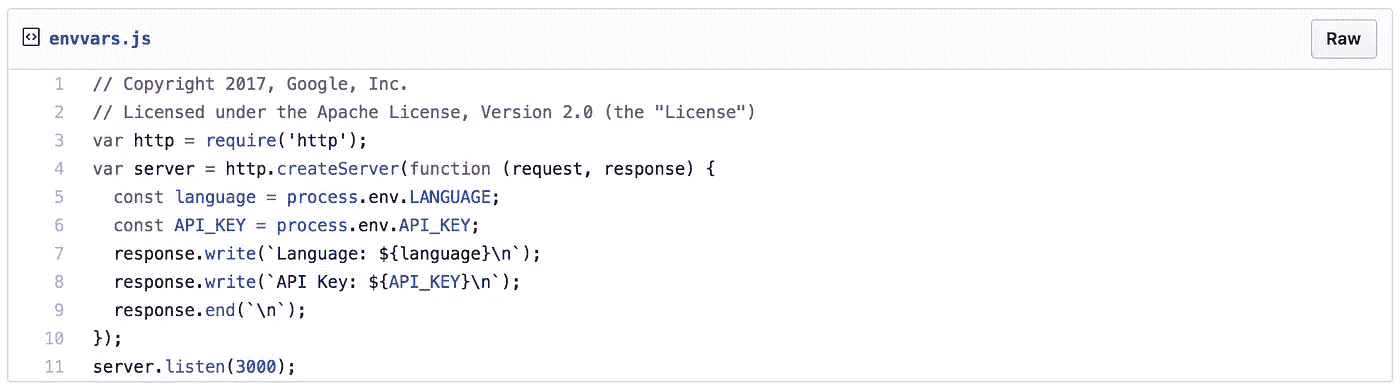 envvars.js
Raw
1 // Copyright 2017, Google, Inc.
2 // Licensed under the Apache License, Version 2.0 (the "License")
3 var http = require('http');
4 var server = http.createServer(function (request, response) {
5   const language = process.env.LANGUAGE;
6   const API_KEY = process.env.API_KEY;
7   response.write(`Language: ${language}\n`);
8   response.write(`API Key: ${API_KEY}\n`);
9   response.end(`\n`);
10 });
11 server.listen(3000);